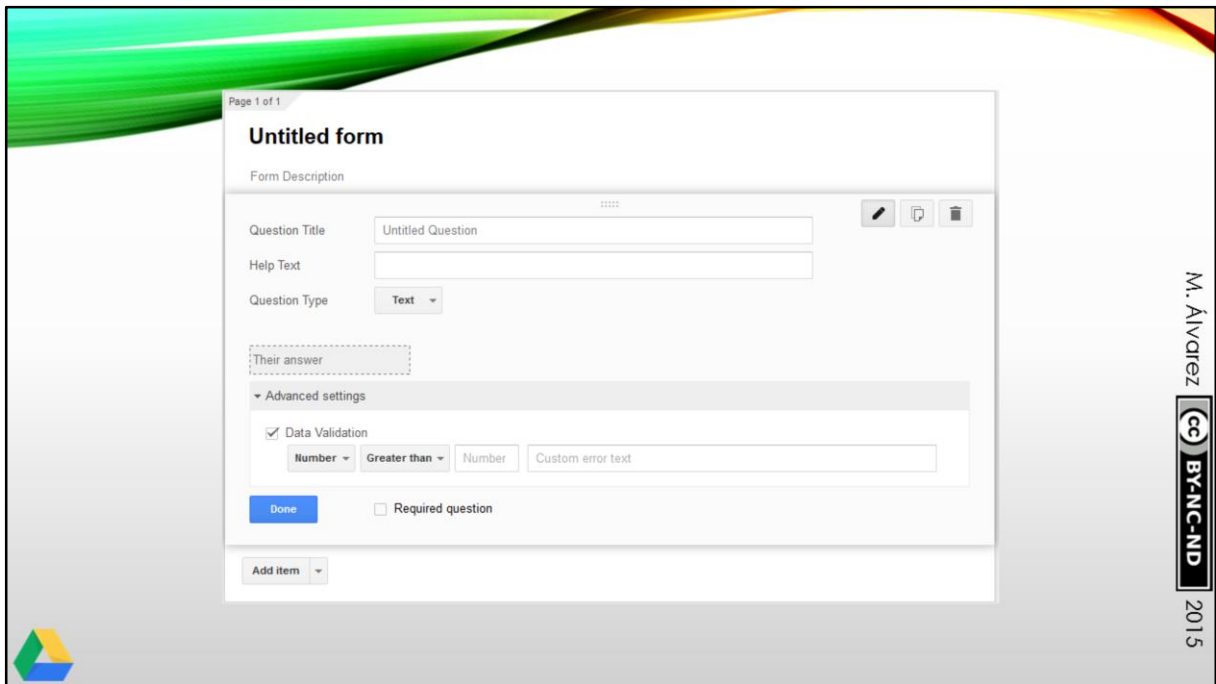 Page 1 of 1
Untitled form
Form Description
Question Title Untitled Question
Help Text
Question Type Text
Their answer
Advanced settings
Data Validation
Number Greater than Number Custom error text
Done Required question
Add item
M. Álvarez cc BY-NC-ND 2015